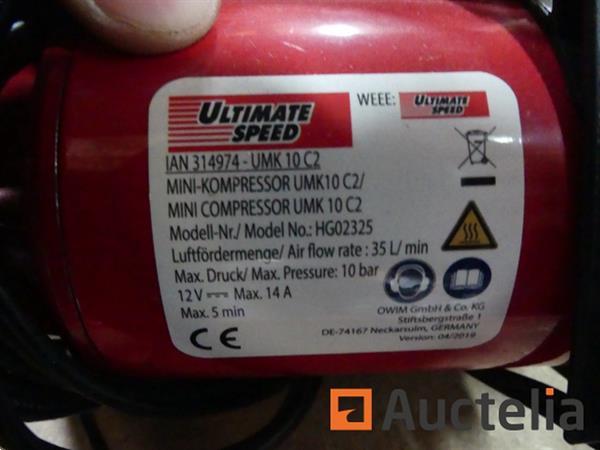 ULTIMATE SPEED
WEEE: ULTIMATE SPEED
IAN 314974 - UMK 10 C2
MINI-KOMPRESSOR UMK10 C2/
MINI COMPRESSOR UMK 10 C2
Modell-Nr./ Model No.: HG02325
Luftfördermenge/ Air flow rate : 35 L/ min
Max. Druck/ Max. Pressure: 10 bar
12 V ⎓ Max. 14 A
Max. 5 min
OWIM GmbH & Co. KG
Stiftsbergstraße 1
DE-74167 Neckarsulm, GERMANY
Version: 04/2019
CE
Auctelia